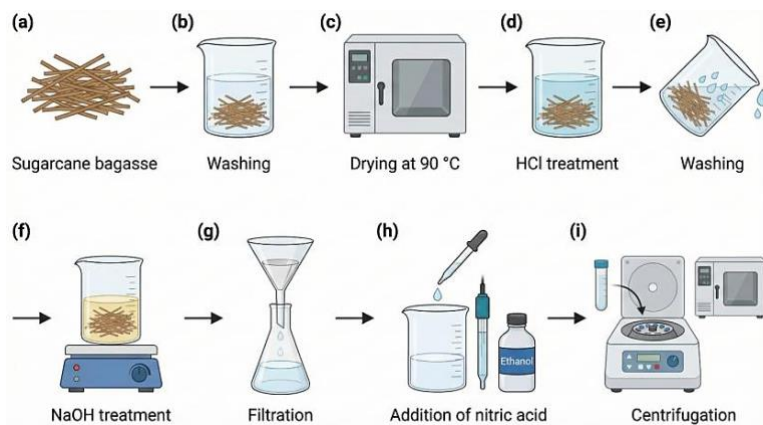 (a)
(b)
(c)
(d)
(e)
Sugarcane bagasse
Washing
Drying at 90 °C
HCl treatment
Washing
(f)
(g)
(h)
(i)
Ethanol
NaOH treatment
Filtration
Addition of nitric acid
Centrifugation